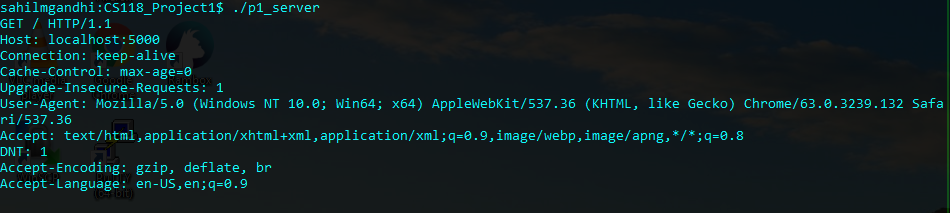 sahilmgandhi:CS118_Project1$ ./p1_server
GET / HTTP/1.1
Host: localhost:5000
Connection: keep-alive
Cache-Control: max-age=0
Upgrade-Insecure-Requests: 1
User-Agent: Mozilla/5.0 (Windows NT 10.0; Win64; x64) AppleWebKit/537.36 (KHTML, like Gecko) Chrome/63.0.3239.132 Safa
ri/537.36
Accept: text/html,application/xhtml+xml,application/xml;q=0.9,image/webp,image/apng,*/*;q=0.8
DNT: 1
Accept-Encoding: gzip, deflate, br
Accept-Language: en-US,en;q=0.9